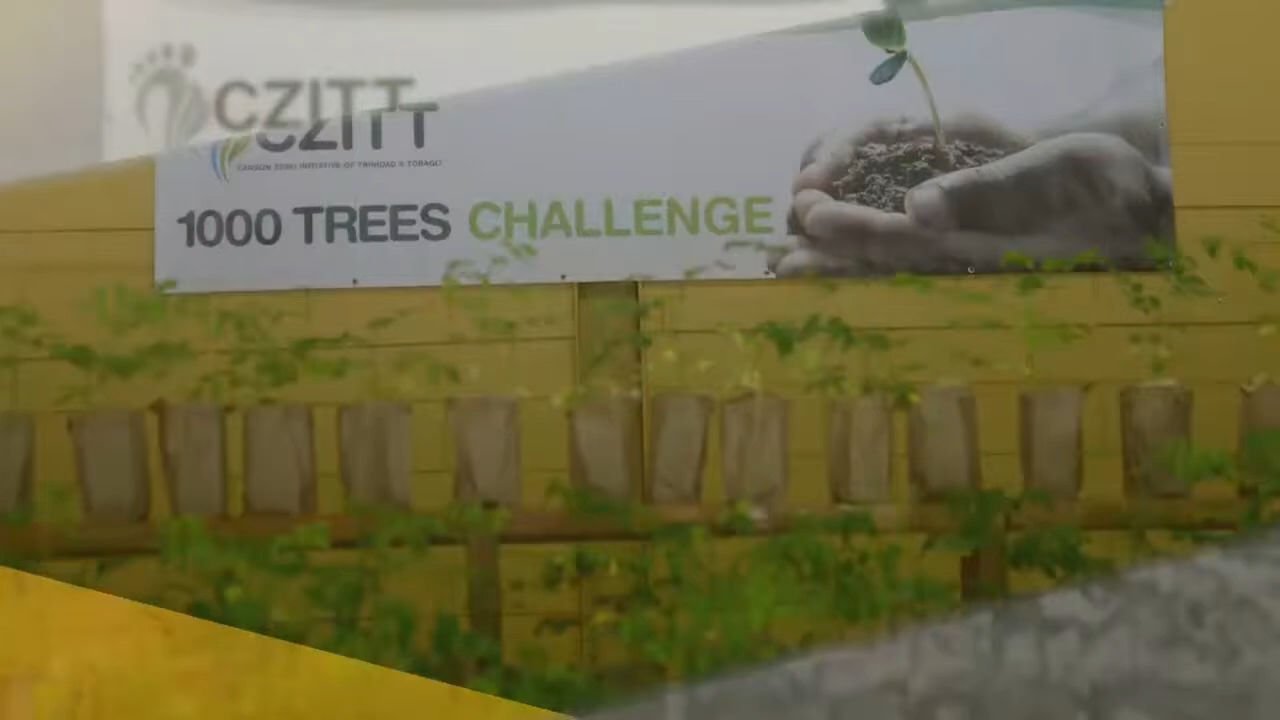 CZITT
CZITT
CARBON ZERO INITIATIVE OF TRINIDAD & TOBAGO
1000 TREES CHALLENGE